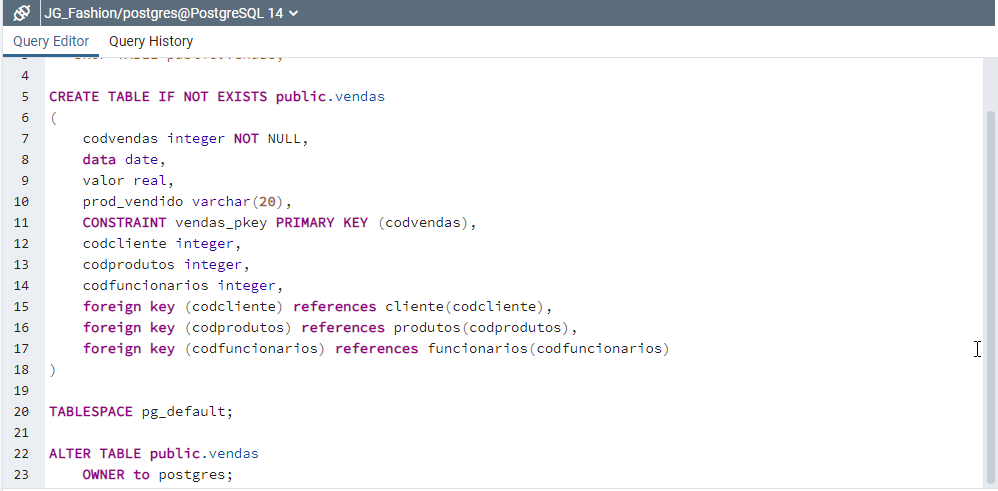 JG_Fashion/postgres@PostgreSQL 14
Query Editor Query History
4
5 CREATE TABLE IF NOT EXISTS public.vendas
6 (
7 codvendas integer NOT NULL,
8 data date,
9 valor real,
10 prod_vendido varchar(20),
11 CONSTRAINT vendas_pkey PRIMARY KEY (codvendas),
12 codcliente integer,
13 codprodutos integer,
14 codfuncionarios integer,
15 foreign key (codcliente) references cliente(codcliente),
16 foreign key (codprodutos) references produtos(codprodutos),
17 foreign key (codfuncionarios) references funcionarios(codfuncionarios)
18 )
19
20 TABLESPACE pg_default;
21
22 ALTER TABLE public.vendas
23 OWNER to postgres;